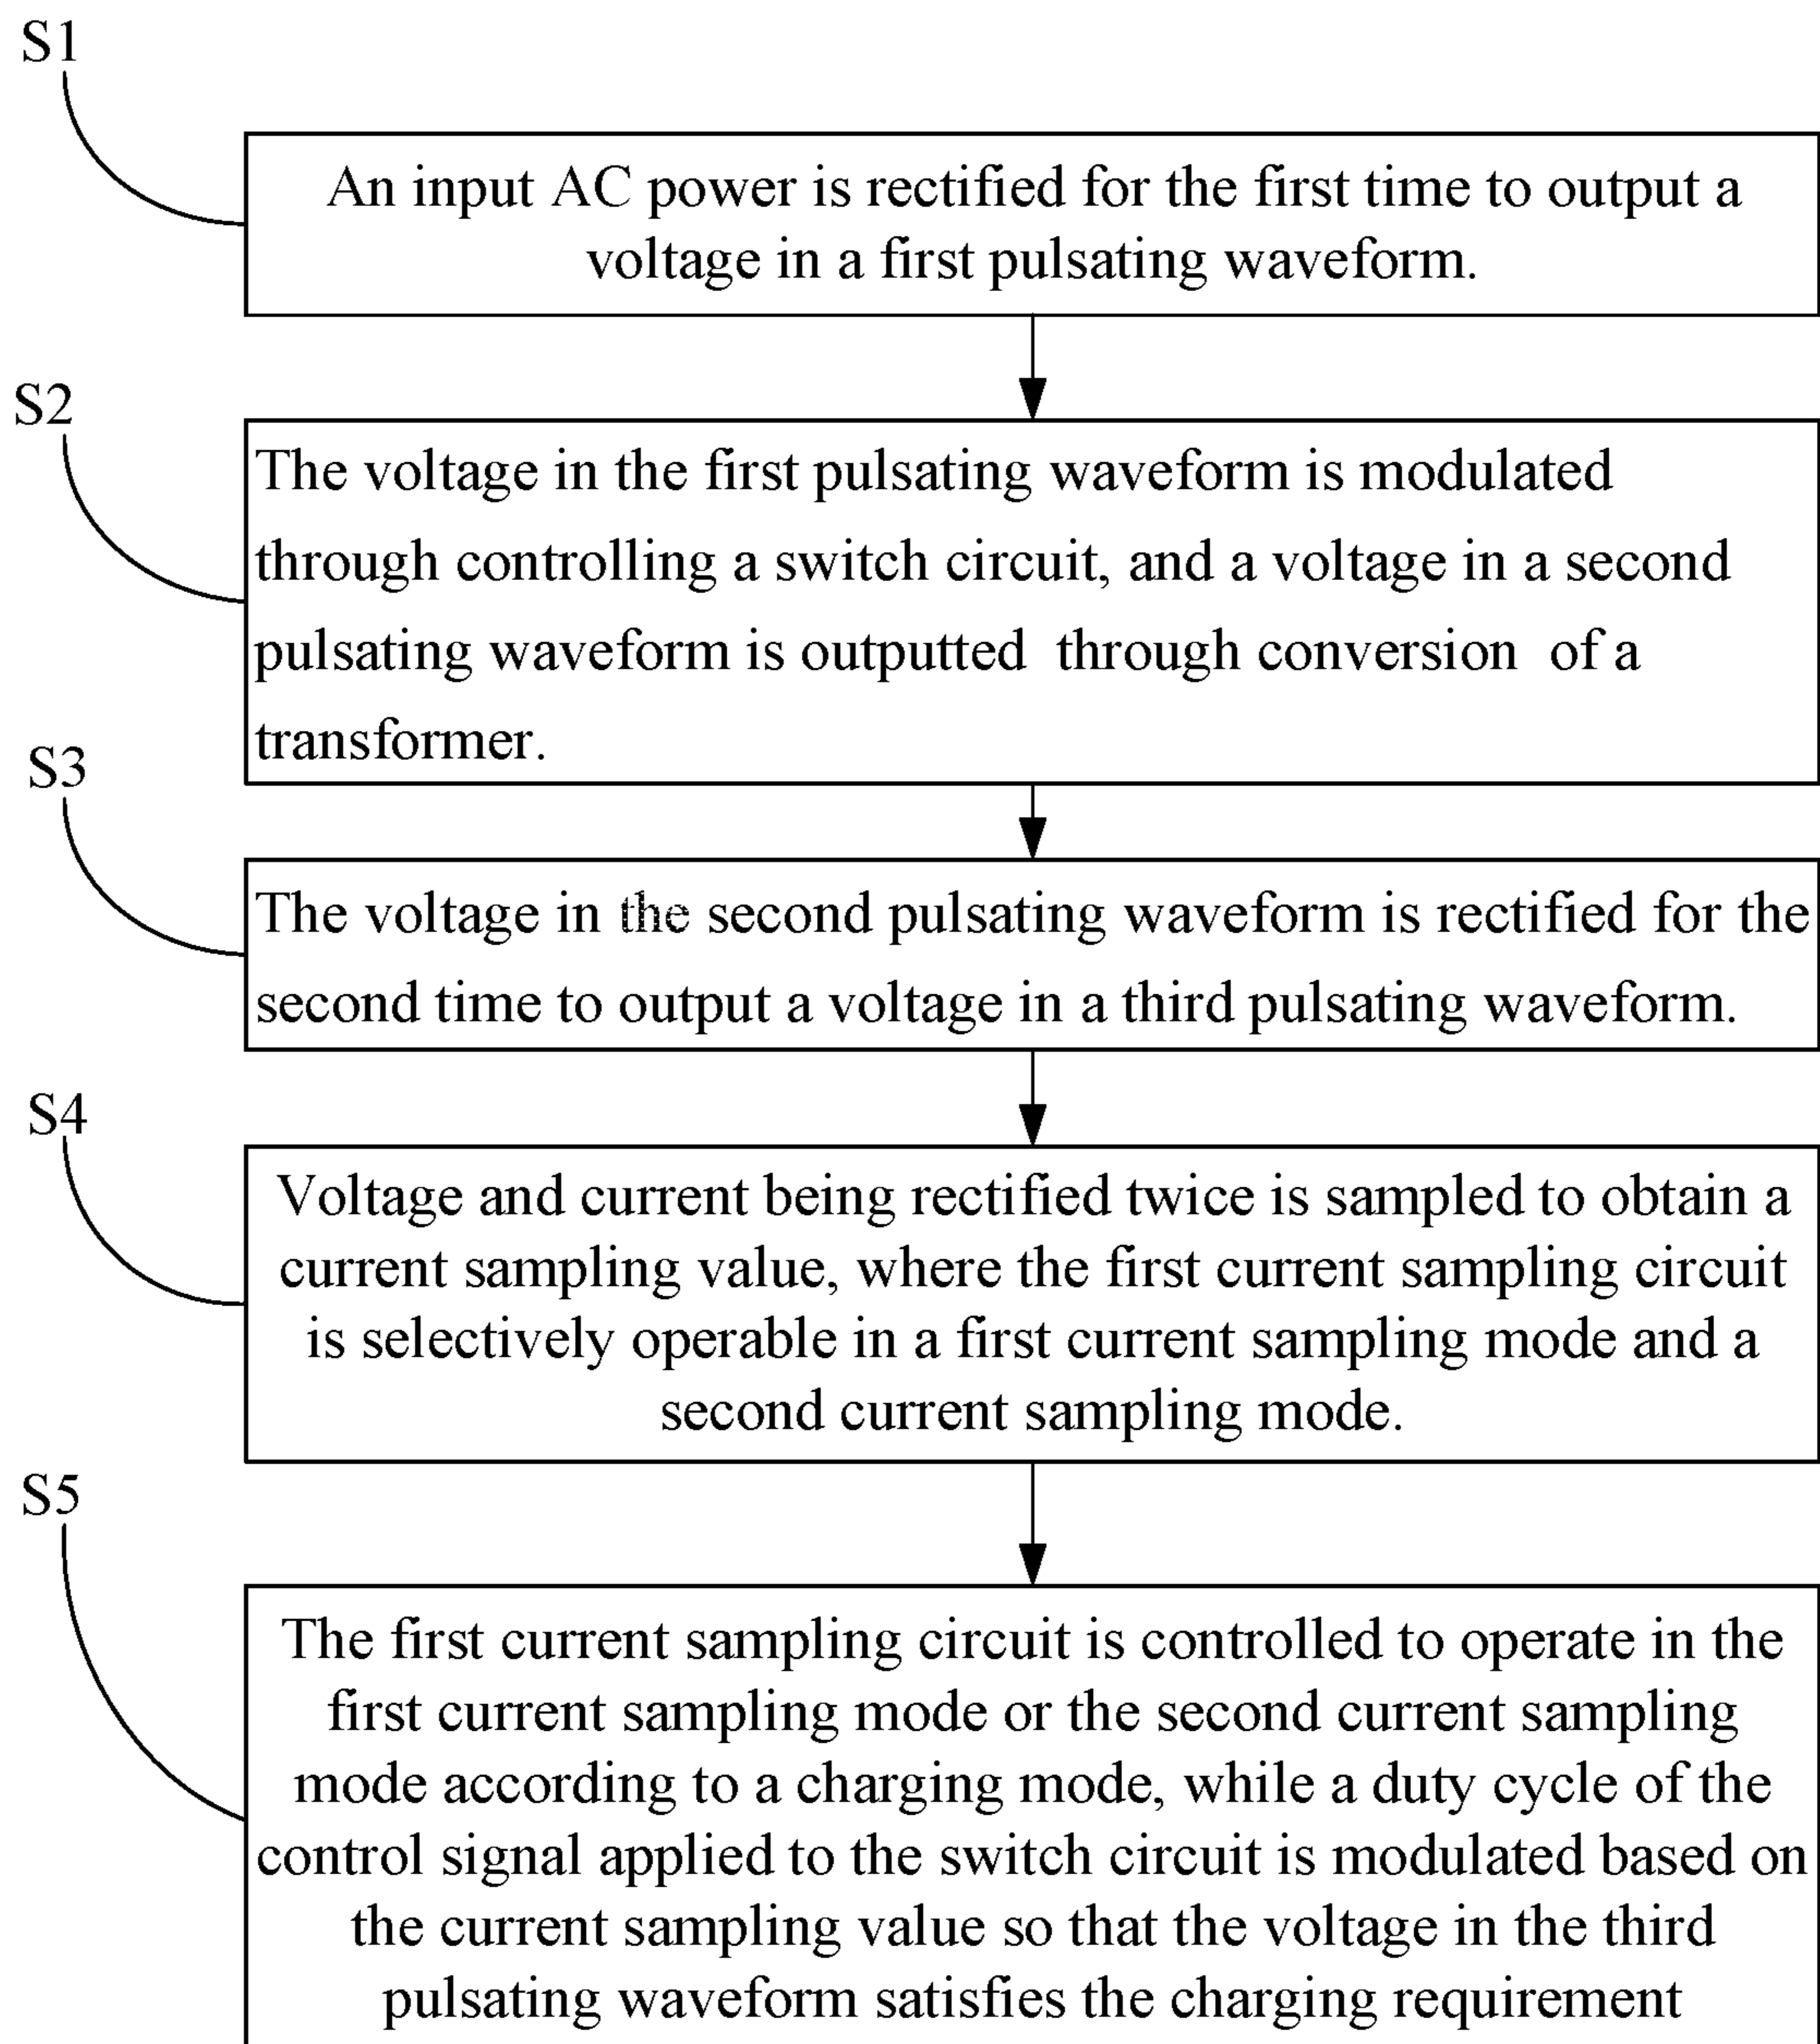 S1
An input AC power is rectified for the first time to output a
voltage in a first pulsating waveform.
S2
The voltage in the first pulsating waveform is modulated
through controlling a switch circuit, and a voltage in a second
pulsating waveform is outputted through conversion of a
transformer.
S3
The voltage in the second pulsating waveform is rectified for the
second time to output a voltage in a third pulsating waveform.
S4
Voltage and current being rectified twice is sampled to obtain a
current sampling value, where the first current sampling circuit
is selectively operable in a first current sampling mode and a
second current sampling mode.
S5
The first current sampling circuit is controlled to operate in the
first current sampling mode or the second current sampling
mode according to a charging mode, while a duty cycle of the
control signal applied to the switch circuit is modulated based on
the current sampling value so that the voltage in the third
pulsating waveform satisfies the charging requirement